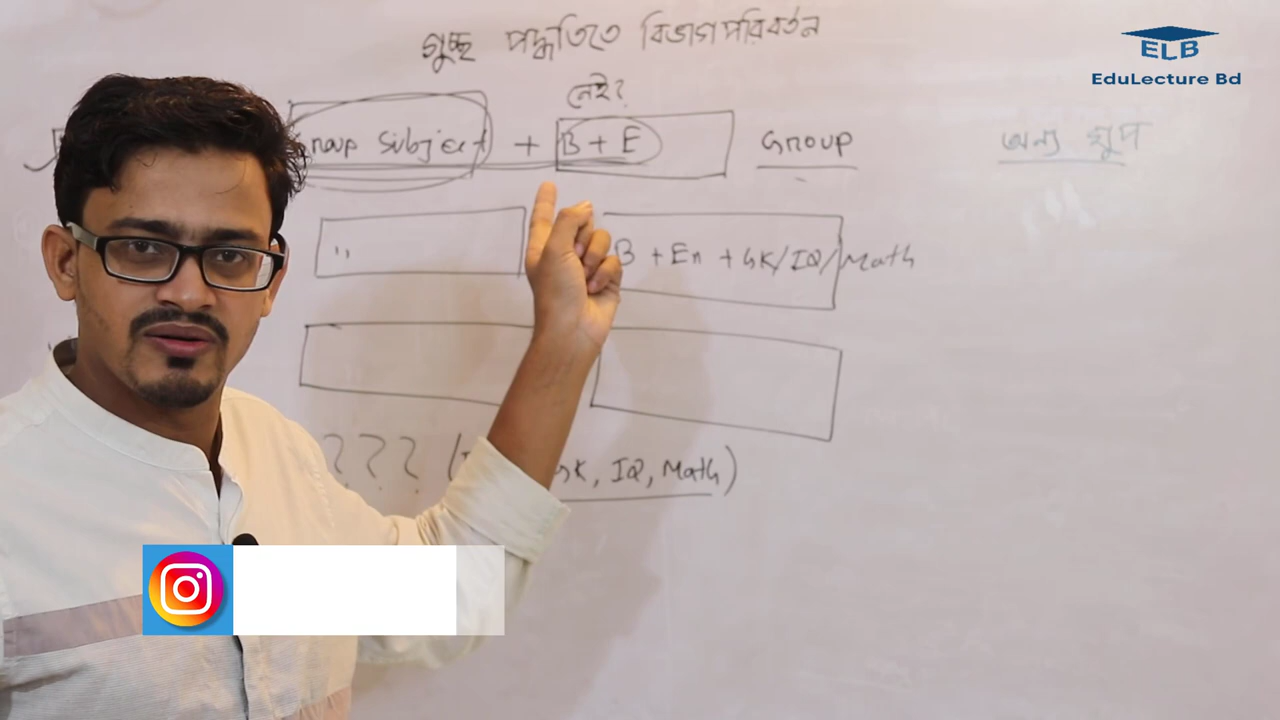 গুচ্ছ পদ্ধতিতে বিভাগ পরিবর্তন
নেই?
ELB
EduLecture Bd
Group Subject + B + E Group অন্য গ্রুপ
" B + En + GK/IQ/Math
? ? ? ( GK, IQ, Math)